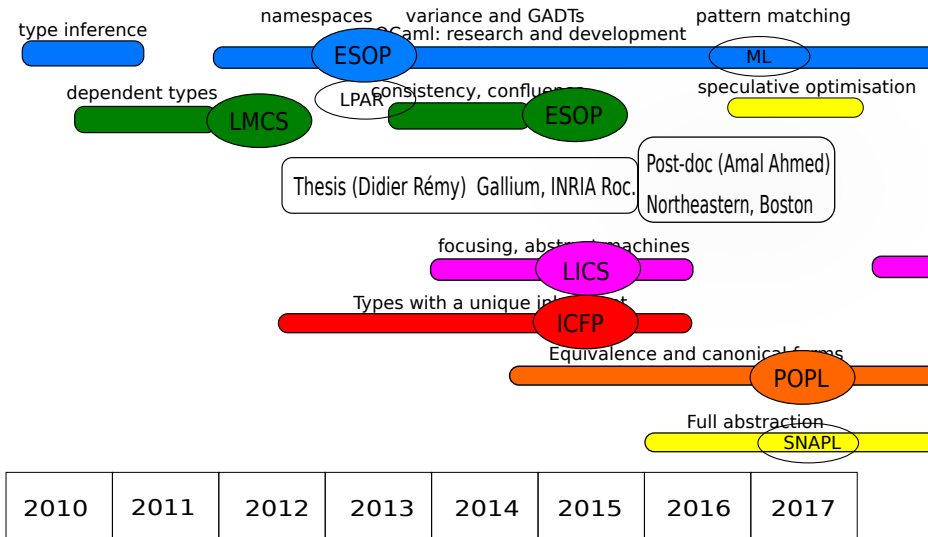 namespaces
variance and GADTs
pattern matching
type inference
OCaml: research and development
ESOP
ML
dependent types
LPAR
consistency, confluence
speculative optimisation
LMCS
ESOP
Thesis (Didier Rémy) Gallium, INRIA Roc.
Post-doc (Amal Ahmed)
Northeastern, Boston
focusing, abstract machines
LICS
Types with a unique inhabitant
ICFP
Equivalence and canonical forms
POPL
Full abstraction
SNAPL
2010 2011 2012 2013 2014 2015 2016 2017